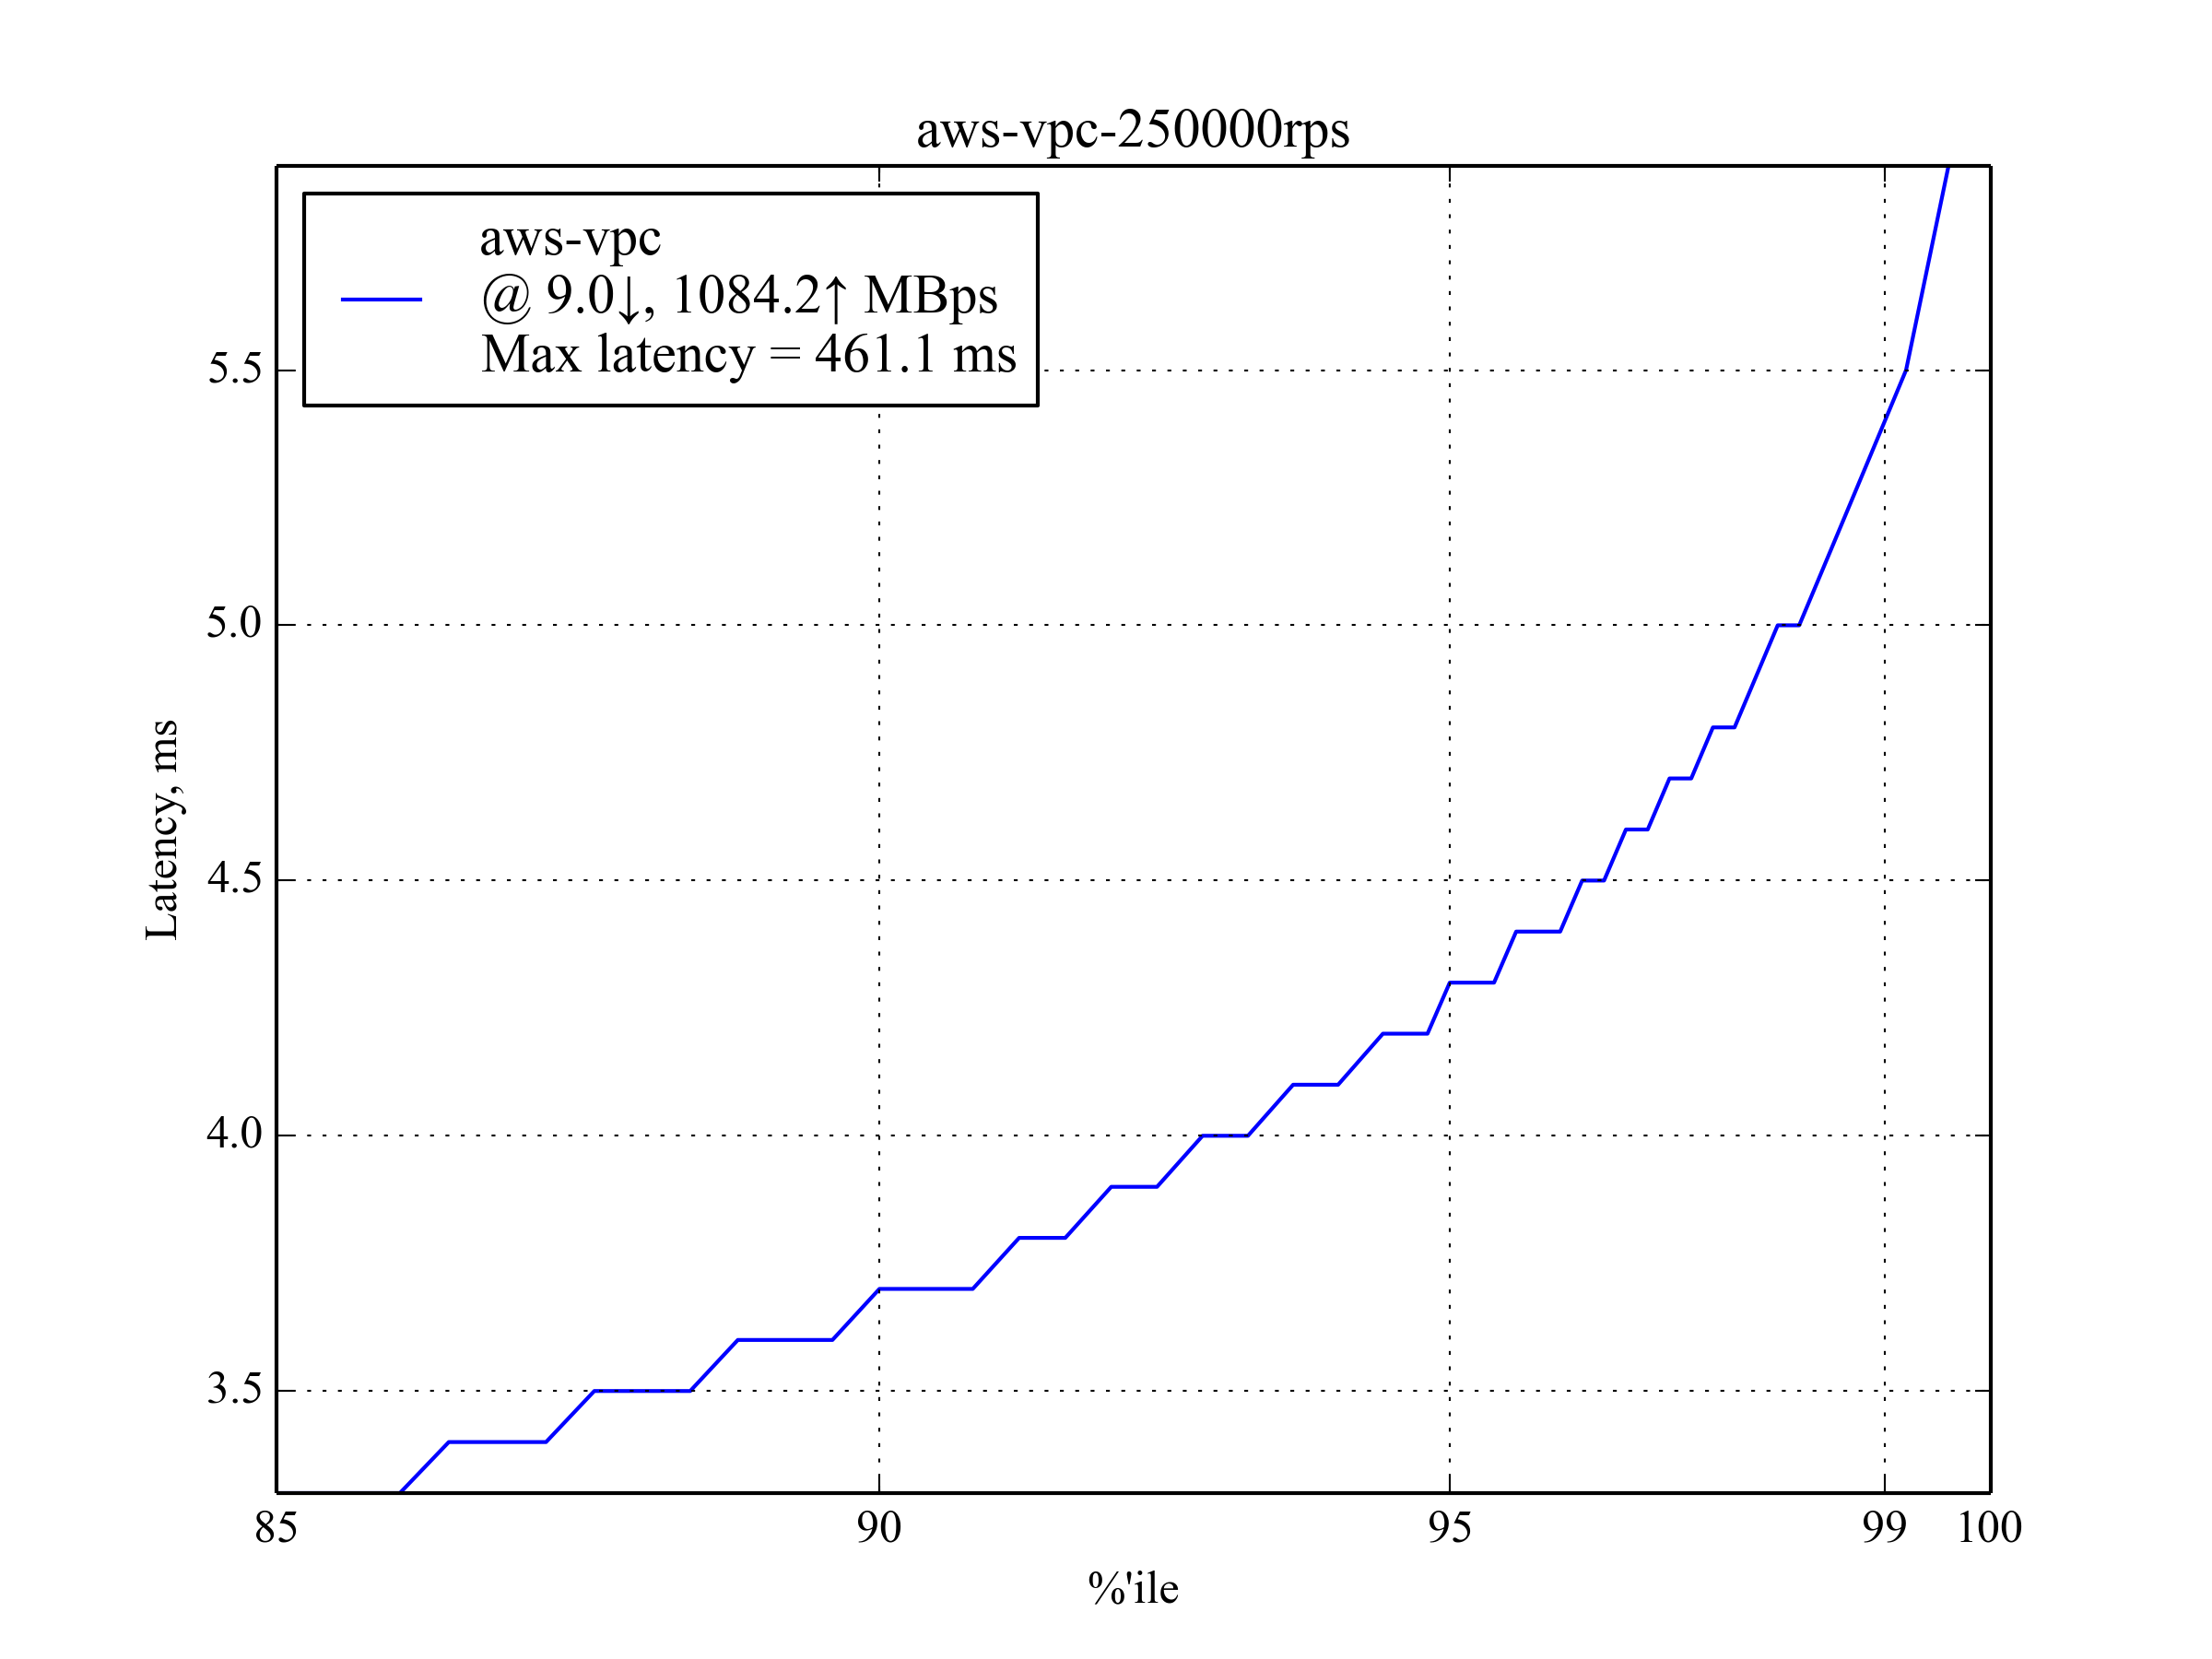 aws-vpc-250000rps
aws-vpc
@ 9.0↓, 1084.2↑ MBps
Max latency = 461.1 ms
5.5
5.0
4.5
4.0
3.5
Latency, ms
85 90 95 99 100
%'ile